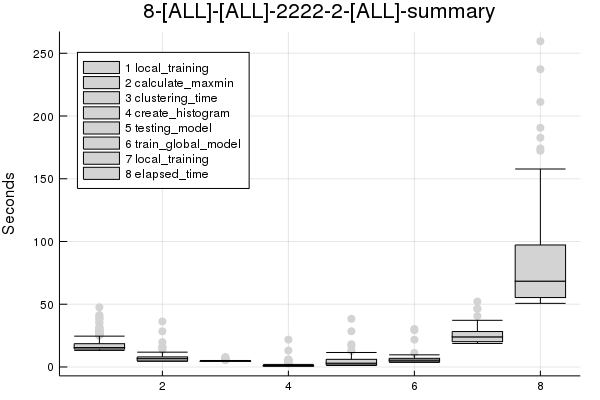 8-[ALL]-[ALL]-2222-2-[ALL]-summary
250
200
150
100
50
0
Seconds
1 local_training
2 calculate_maxmin
3 clustering_time
4 create_histogram
5 testing_model
6 train_global_model
7 local_training
8 elapsed_time
2 4 6 8